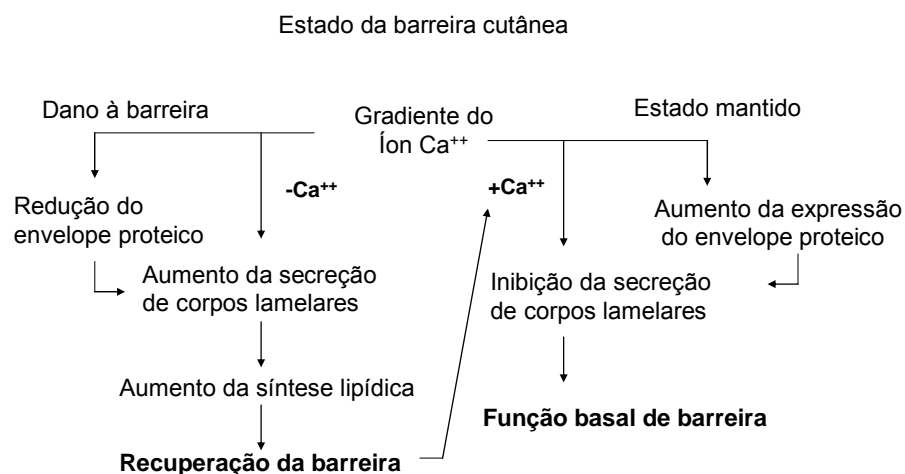 Estado da barreira cutânea
Dano à barreira
Gradiente do
Íon Ca⁺⁺
Estado mantido
-Ca⁺⁺
+Ca⁺⁺
Redução do
envelope proteico
Aumento da expressão
do envelope proteico
Aumento da secreção
de corpos lamelares
Inibição da secreção
de corpos lamelares
Aumento da síntese lipídica
Função basal de barreira
Recuperação da barreira